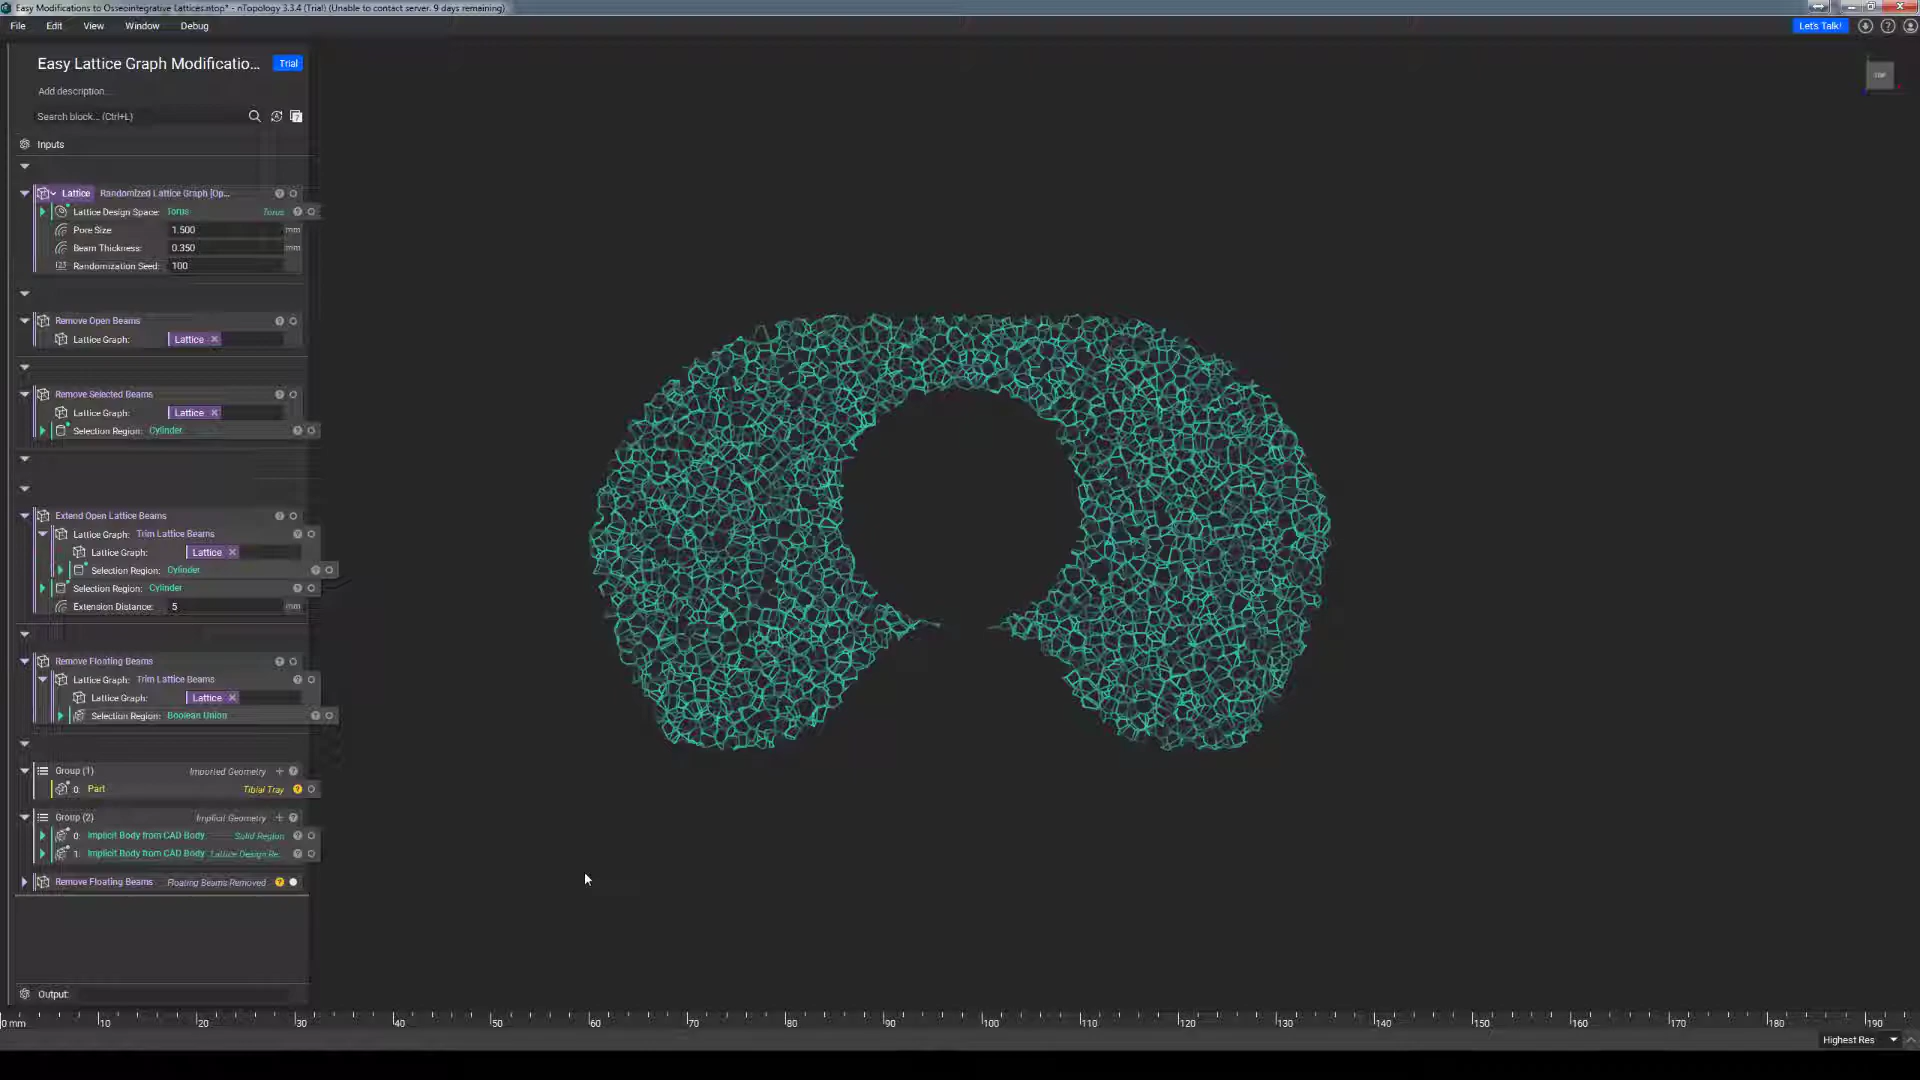 Easy Modifications to Osseointegrative Lattices.ntop* - nTopology 3.3.4 (Trial) (Unable to contact server. 9 days remaining)
File Edit View Window Debug Let's Talk!
Easy Lattice Graph Modificatio... Trial
Add description...
Search block... (Ctrl+L)
Inputs
Lattice Randomized Lattice Graph [Op...
Lattice Design Space: Torus Torus
Pore Size 1.500 mm
Beam Thickness: 0.350 mm
Randomization Seed: 100
Remove Open Beams
Lattice Graph: Lattice
Remove Selected Beams
Lattice Graph: Lattice
Selection Region: Cylinder
Extend Open Lattice Beams
Lattice Graph: Trim Lattice Beams
Lattice Graph: Lattice
Selection Region: Cylinder
Selection Region: Cylinder
Extension Distance: 5 mm
Remove Floating Beams
Lattice Graph: Trim Lattice Beams
Lattice Graph: Lattice
Selection Region: Boolean Union
Group (1) Imported Geometry
0: Part Tibial Tray
Group (2) Implicit Geometry
0: Implicit Body from CAD Body Solid Region
1: Implicit Body from CAD Body Lattice Design Re...
Remove Floating Beams Floating Beams Removed
Output:
0 mm 10 20 30 40 50 60 70 80 90 100 110 120 130 140 150 160 170 180 190
Highest Res
TOP